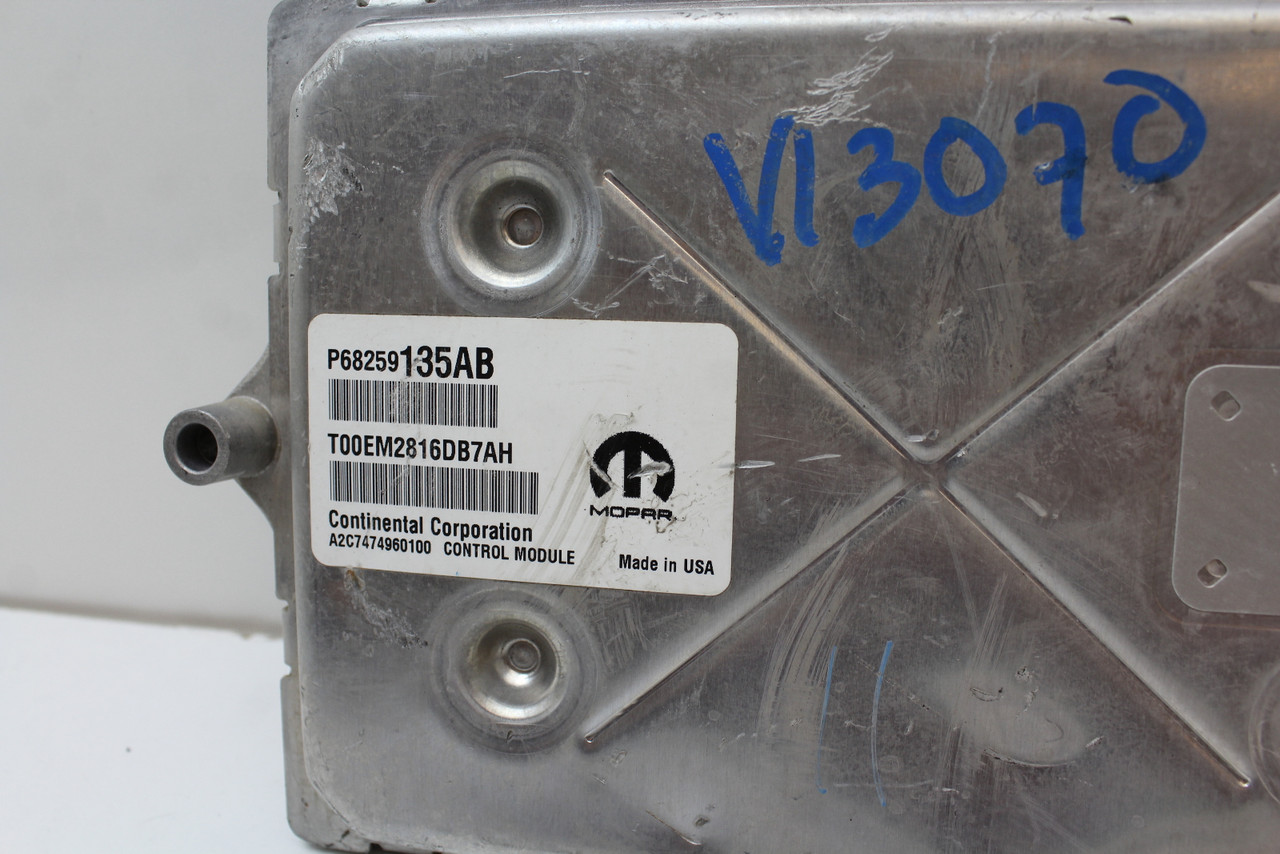 V13070
P68259135AB
T00EM2816DB7AH
MOPAR
Continental Corporation
A2C7474960100 CONTROL MODULE
Made in USA